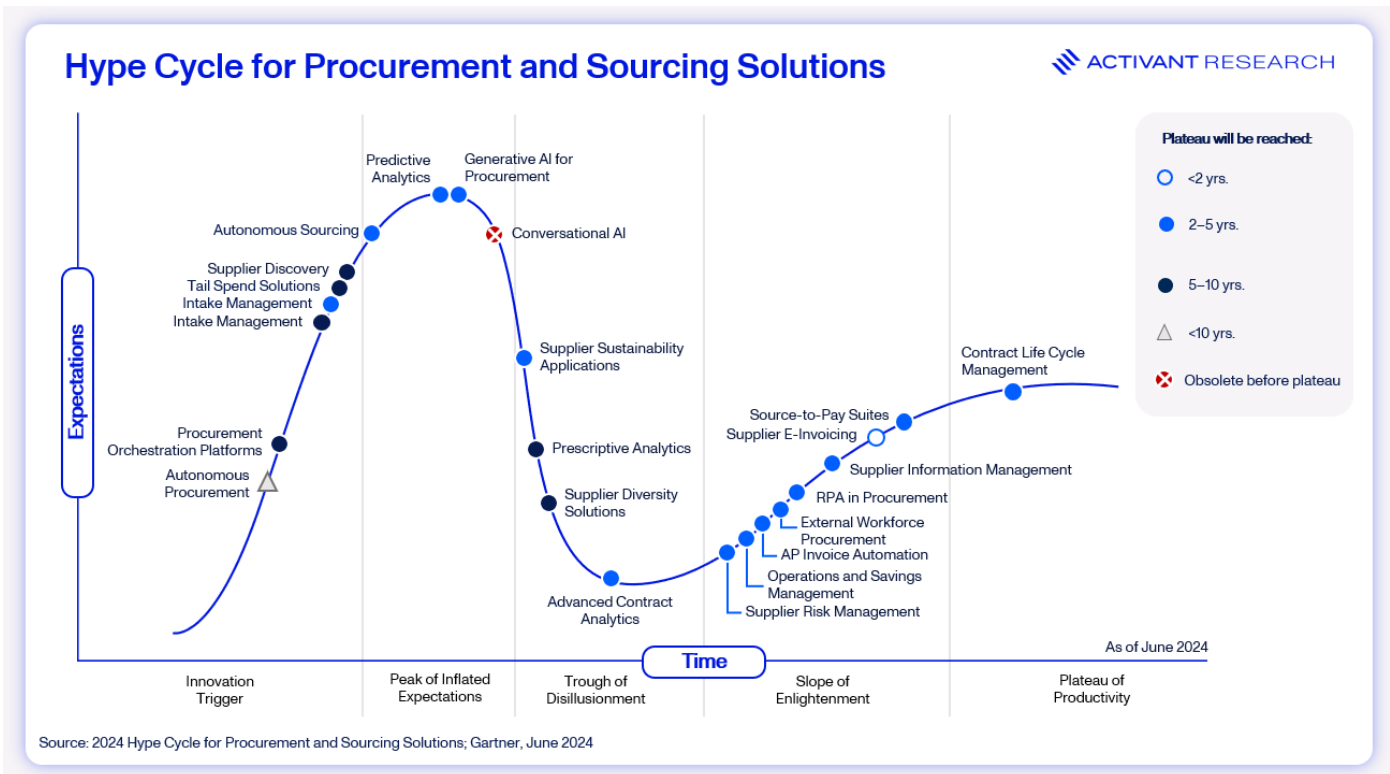 Hype Cycle for Procurement and Sourcing Solutions
ACTIVANT RESEARCH
Plateau will be reached:
<2 yrs.
2–5 yrs.
5–10 yrs.
<10 yrs.
Obsolete before plateau
Expectations
Predictive
Analytics
Generative AI for
Procurement
Autonomous Sourcing
Conversational AI
Supplier Discovery
Tail Spend Solutions
Intake Management
Intake Management
Procurement
Orchestration Platforms
Autonomous
Procurement
Supplier Sustainability
Applications
Prescriptive Analytics
Supplier Diversity
Solutions
Advanced Contract
Analytics
Contract Life Cycle
Management
Source-to-Pay Suites
Supplier E-Invoicing
Supplier Information Management
RPA in Procurement
External Workforce
Procurement
AP Invoice Automation
Operations and Savings
Management
Supplier Risk Management
As of June 2024
Time
Innovation
Trigger
Peak of Inflated
Expectations
Trough of
Disillusionment
Slope of
Enlightenment
Plateau of
Productivity
Source: 2024 Hype Cycle for Procurement and Sourcing Solutions; Gartner, June 2024